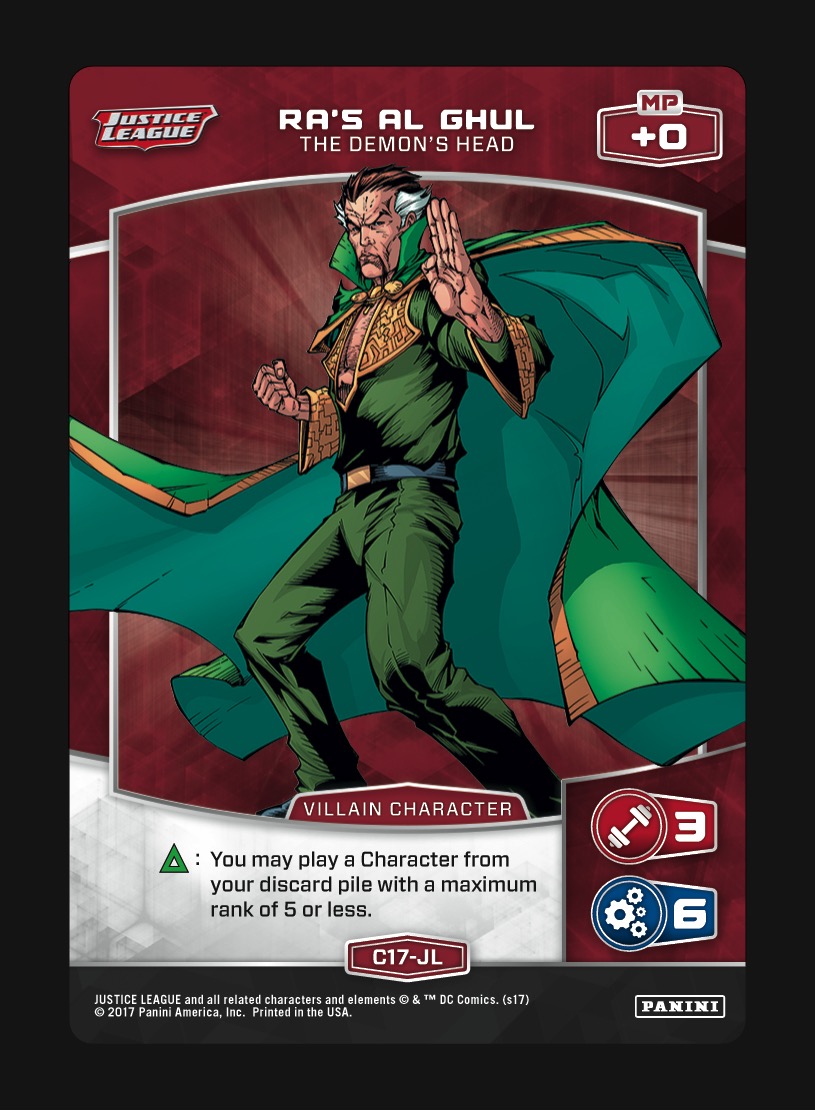 JUSTICE
LEAGUE
RA'S AL GHUL
THE DEMON'S HEAD
MP
+0
VILLAIN CHARACTER
: You may play a Character from
your discard pile with a maximum
rank of 5 or less.
3
6
C17-JL
JUSTICE LEAGUE and all related characters and elements © & ™ DC Comics. (s17)
© 2017 Panini America, Inc. Printed in the USA.
PANINI